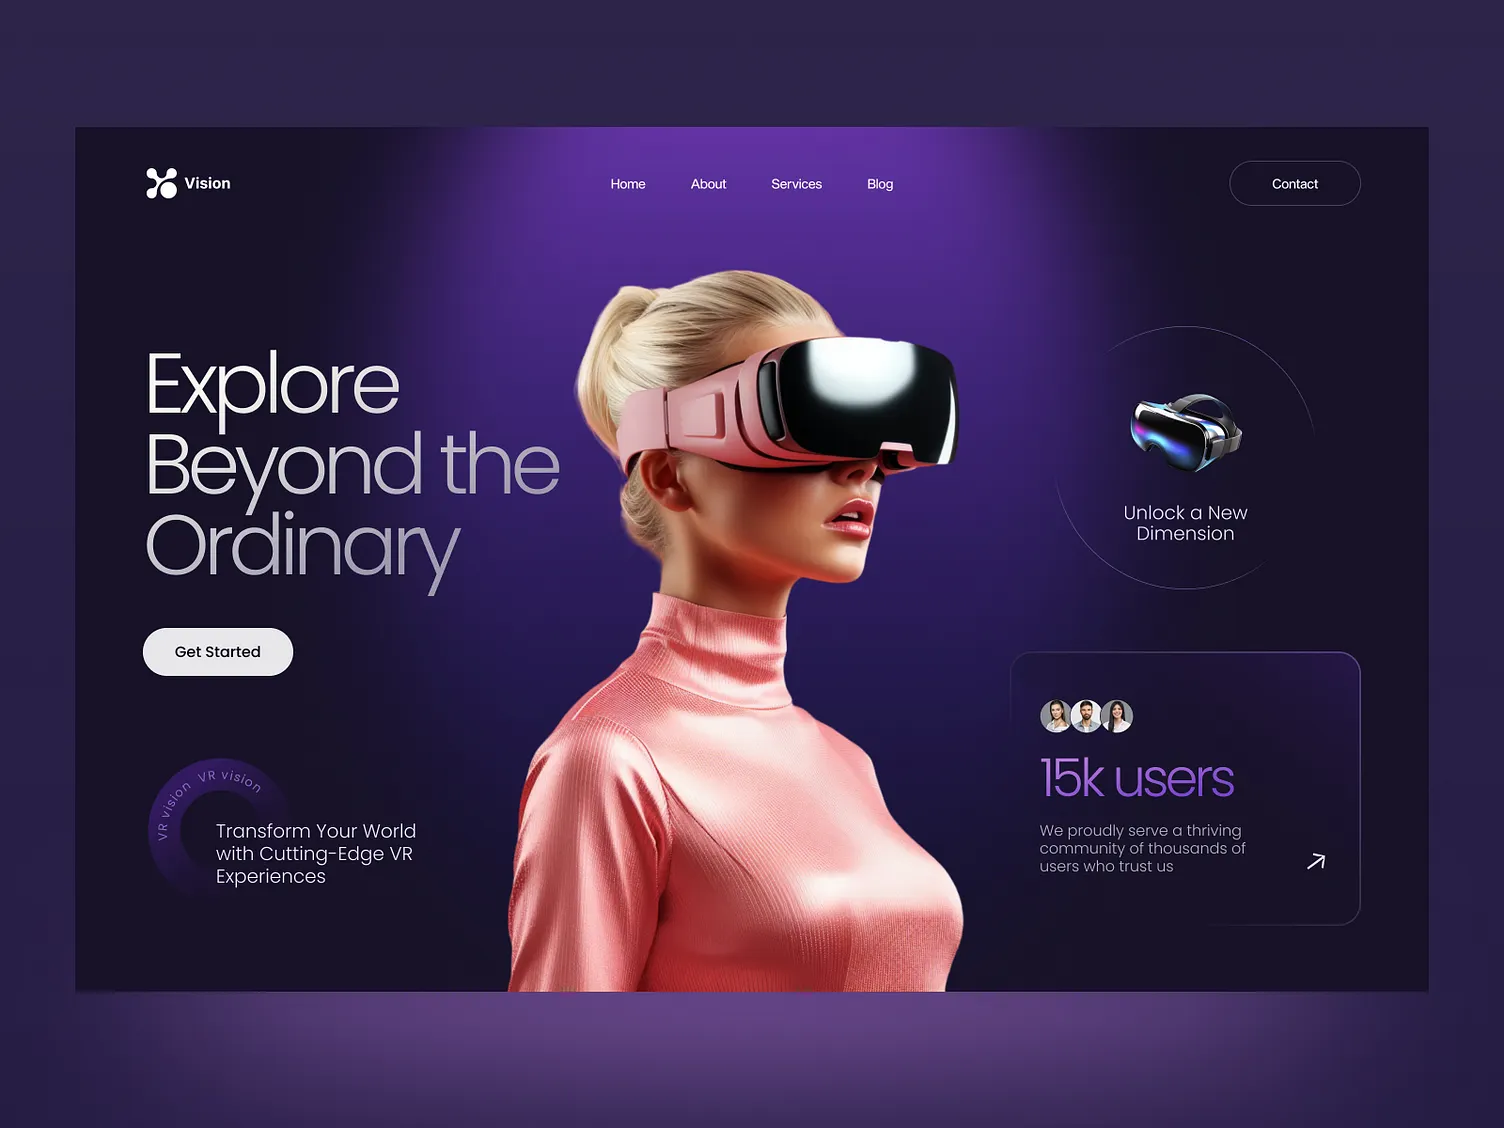 Vision
Home
About
Services
Blog
Contact
Explore
Beyond the
Ordinary
Get Started
Unlock a New
Dimension
15k users
We proudly serve a thriving
community of thousands of
users who trust us
VR vision VR vision
Transform Your World
with Cutting-Edge VR
Experiences